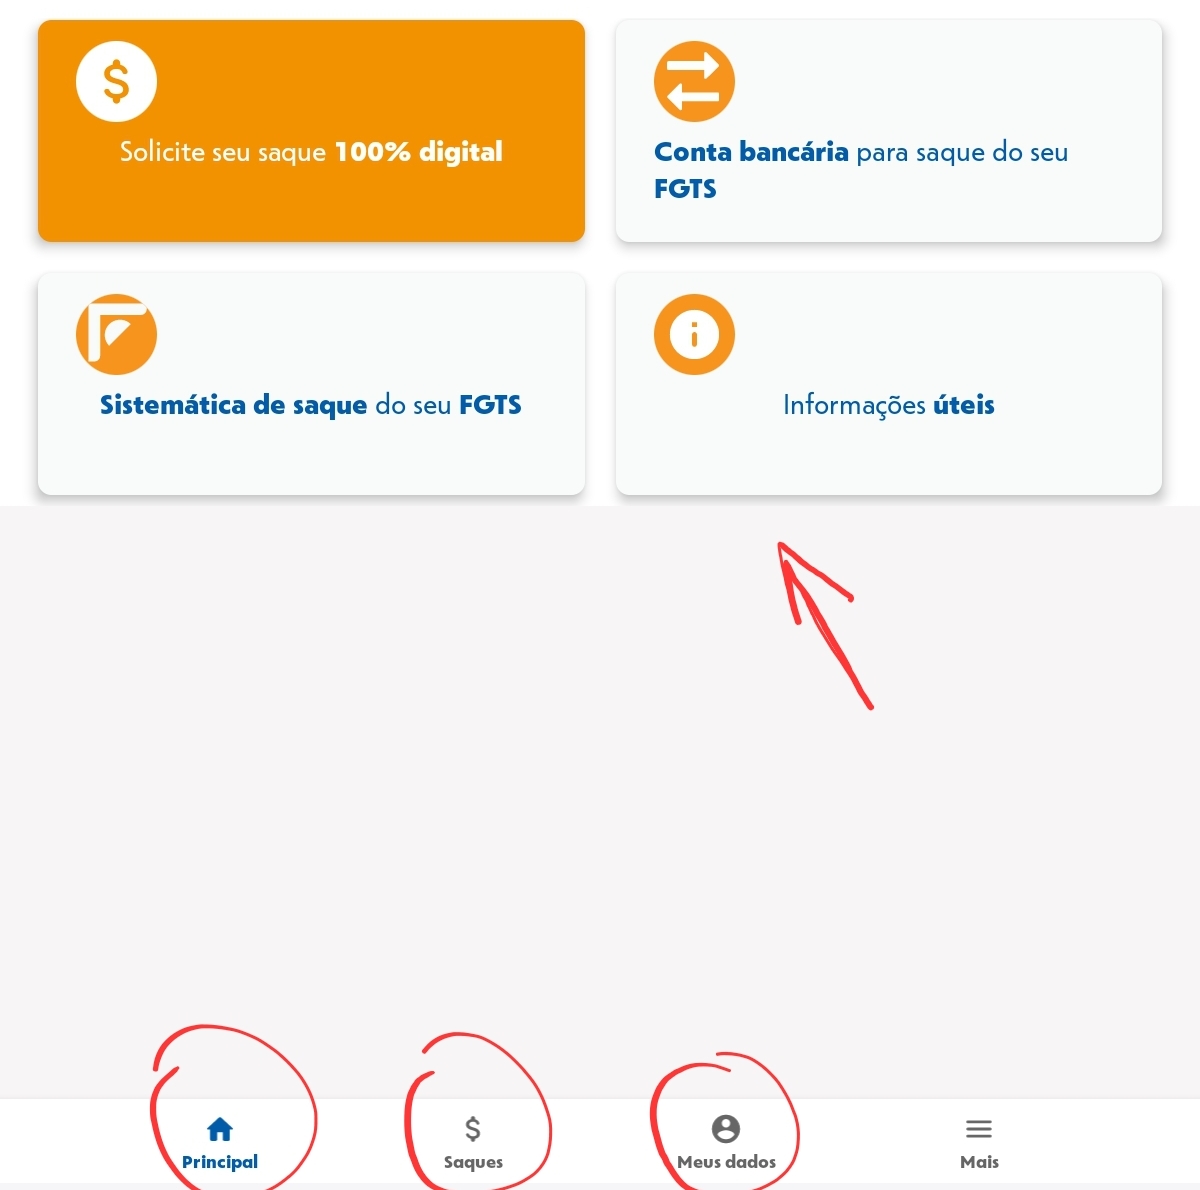 Solicite seu saque 100% digital
Conta bancária para saque do seu
FGTS
Sistemática de saque do seu FGTS
Informações úteis
Principal
Saques
Meus dados
Mais